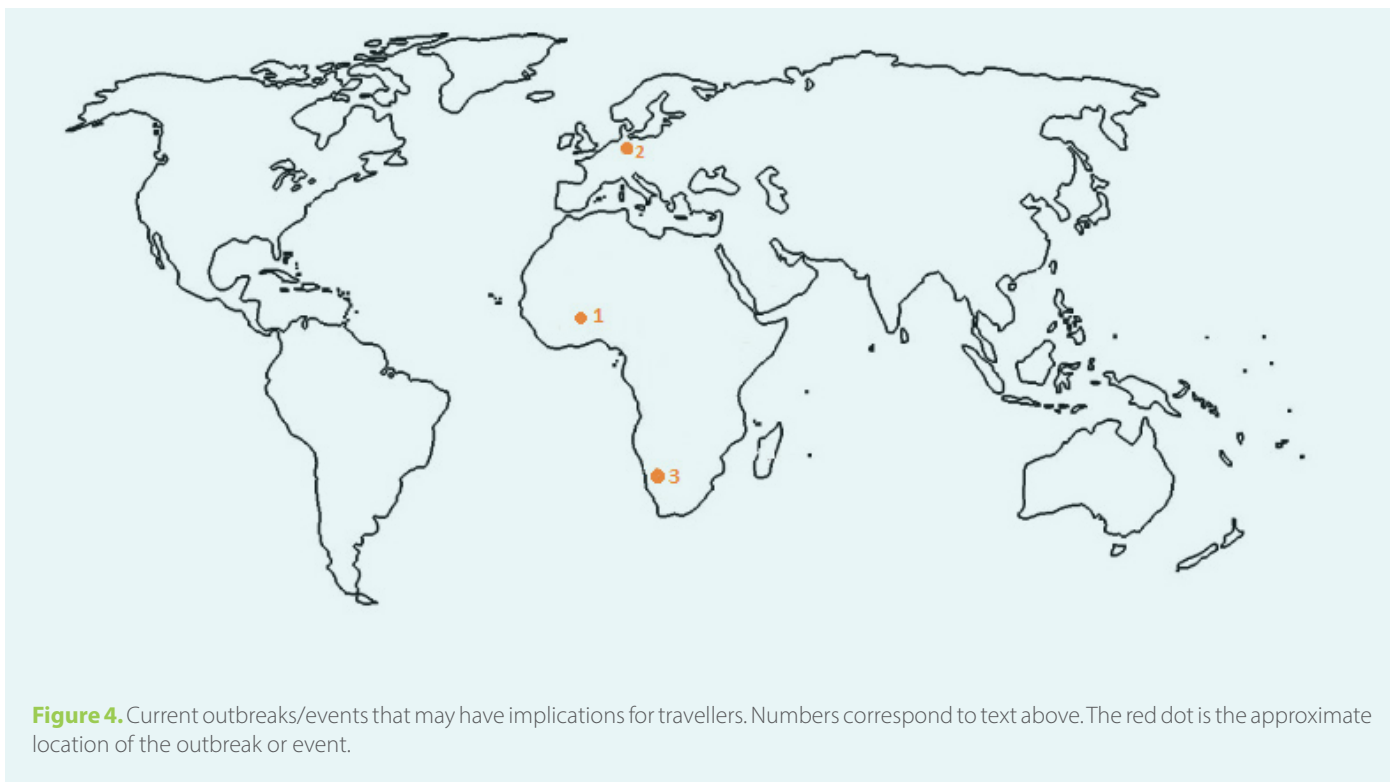 2
1
3
Figure 4. Current outbreaks/events that may have implications for travellers. Numbers correspond to text above. The red dot is the approximate
location of the outbreak or event.